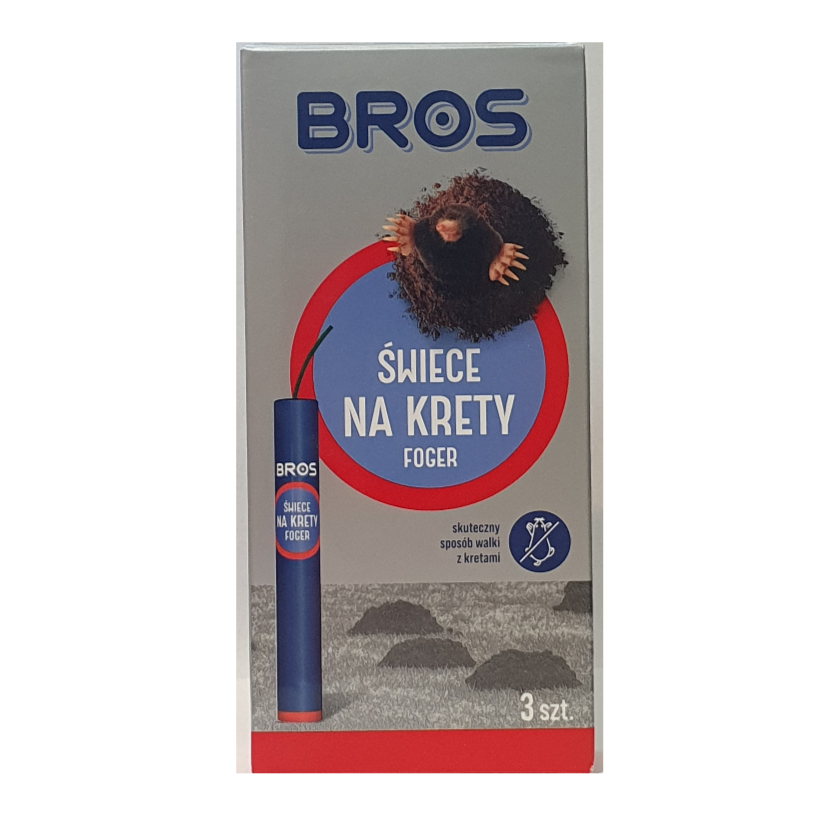 BROS
ŚWIECE
NA KRETY
FOGER
BROS
ŚWIECE
NA KRETY
FOGER
skuteczny
sposób walki
z kretami
3 szt.